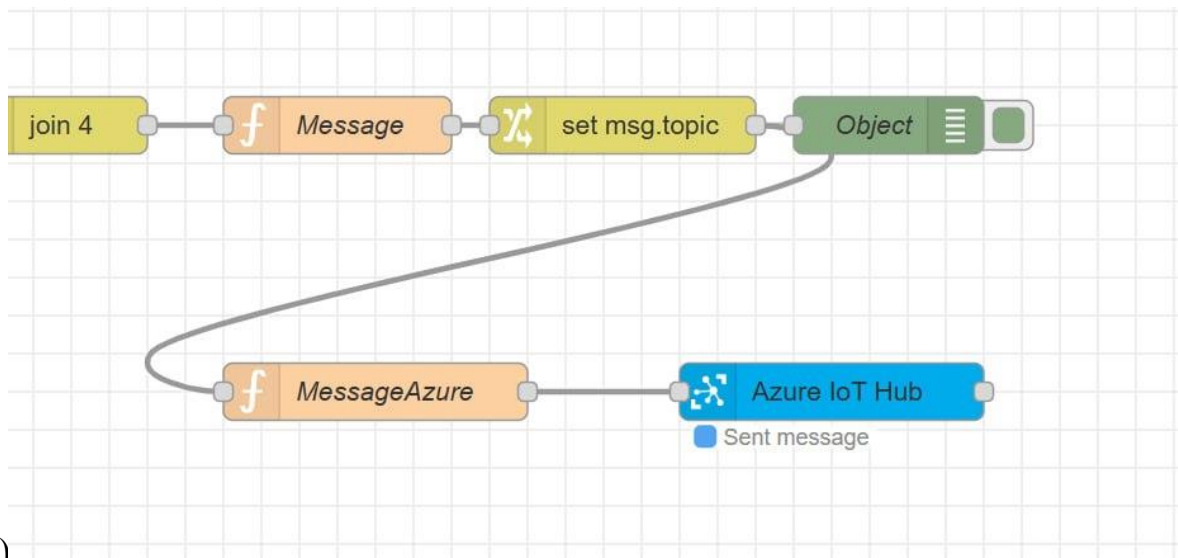 join 4
Message
set msg.topic
Object
MessageAzure
Azure IoT Hub
Sent message
)